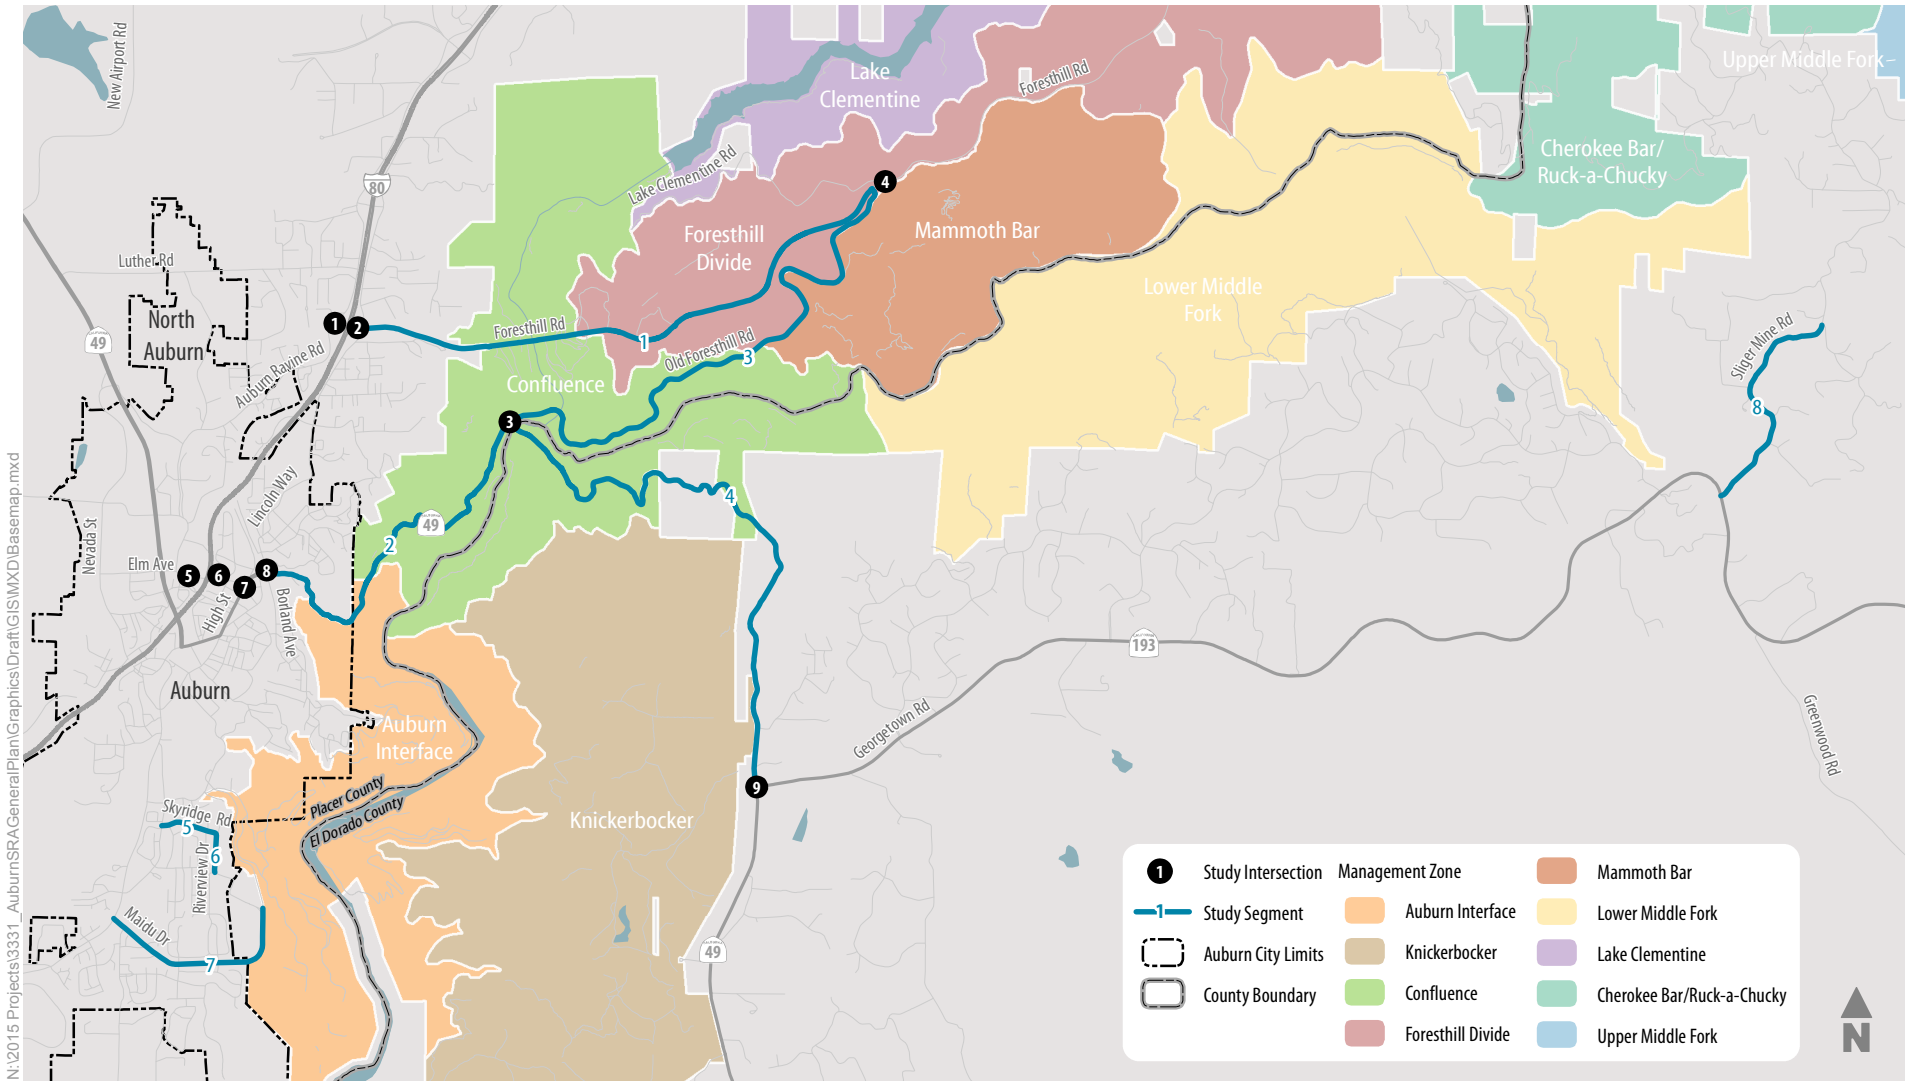 New Airport Rd
Lake
Clementine
Foresthill Rd
Upper Middle Fork
Cherokee Bar/
Ruck-a-Chucky
Lake Clementine Rd
80
4
Foresthill
Divide
Mammoth Bar
Luther Rd
Lower Middle
Fork
North
Auburn
49
1
2
Foresthill Rd
1
Old Foresthill Rd
3
Sliger Mine Rd
8
Auburn Ravine Rd
Confluence
3
Lincoln Way
49
2
4
Nevada St
Elm Ave
5
6
7
8
High St
Borland Ave
193
Auburn
Auburn
Interface
Georgetown Rd
Greenwood Rd
Placer County
El Dorado County
9
Knickerbocker
Skyridge Rd
5
6
Riverview Dr
Maidu Dr
7
49
1
Study Intersection
1
Study Segment
Auburn City Limits
County Boundary
Management Zone
Auburn Interface
Knickerbocker
Confluence
Foresthill Divide
Mammoth Bar
Lower Middle Fork
Lake Clementine
Cherokee Bar/Ruck-a-Chucky
Upper Middle Fork
N
N:\2015 Projects\3331_AuburnSRAGeneralPlan\Graphics\Draft\GIS\MXD\Basemap.mxd